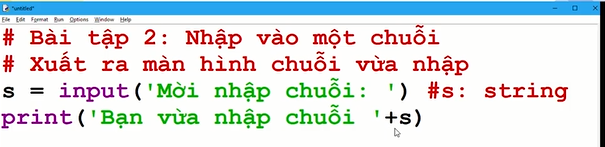 *untitled*
File Edit Format Run Options Window Help
# Bài tập 2: Nhập vào một chuỗi
# Xuất ra màn hình chuỗi vừa nhập
s = input('Mời nhập chuỗi: ') #s: string
print('Bạn vừa nhập chuỗi '+s)